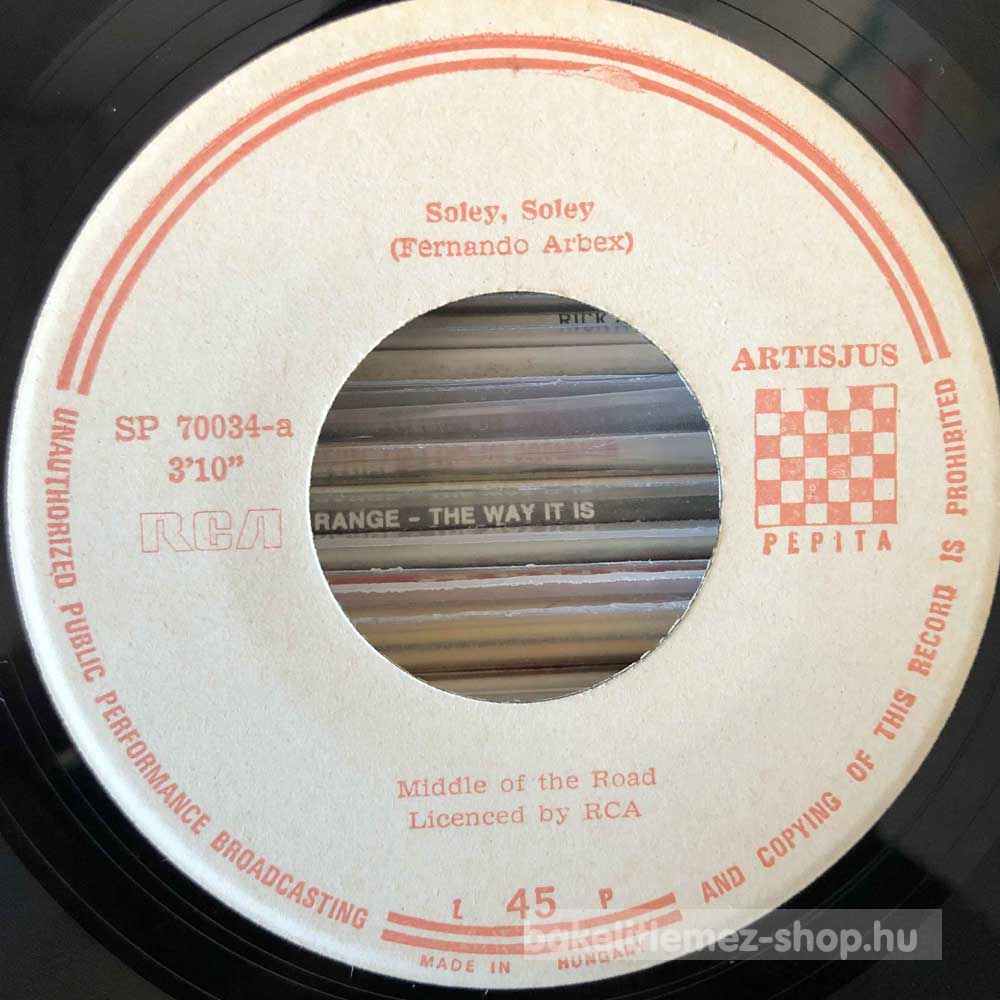 Soley, Soley
(Fernando Arbex)
ARTISJUS
SP 70034-a
3'10"
RCA
PEPITA
RANGE - THE WAY IT IS
Middle of the Road
Licenced by RCA
L 45 P
MADE IN HUNGARY
UNAUTHORIZED PUBLIC PERFORMANCE BROADCASTING AND COPYING OF THIS RECORD IS PROHIBITED
bakelitlemez-shop.hu